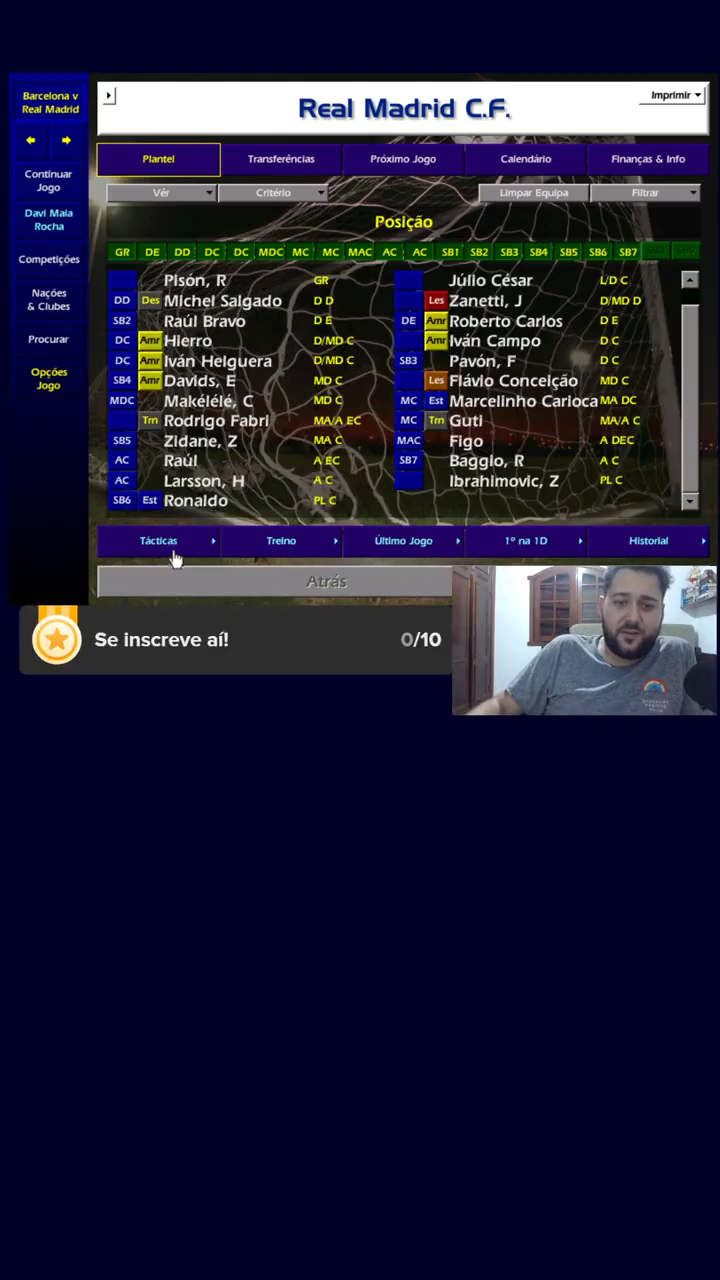 Barcelona v
Real Madrid
Continuar
Jogo
Davi Maia
Rocha
Competições
Nações
& Clubes
Procurar
Opções
Jogo
Imprimir
Real Madrid C.F.
Plantel Transferências Próximo Jogo Calendário Finanças & Info
Vêr Critério Limpar Equipa Filtrar
Posição
GR DE DD DC DC MDC MC MC MAC AC AC SB1 SB2 SB3 SB4 SB5 SB6 SB7
Pisón, R GR Júlio César L/D C
DD Des Michel Salgado D D Les Zanetti, J D/MD D
SB2 Raúl Bravo D E DE Amr Roberto Carlos D E
DC Amr Hierro D/MD C Amr Iván Campo D C
DC Amr Iván Helguera D/MD C SB3 Pavón, F D C
SB4 Amr Davids, E MD C Les Flávio Conceição MD C
MDC Makélélé, C MD C MC Est Marcelinho Carioca MA DC
Trn Rodrigo Fabri MA/A EC MC Trn Guti MA/A C
SB5 Zidane, Z MA C MAC Figo A DEC
AC Raúl A EC SB7 Baggio, R A C
AC Larsson, H A C Ibrahimovic, Z PL C
SB6 Est Ronaldo PL C
Tácticas Treino Último Jogo 1º na 1D Historial
Atrás
Se inscreve aí! 0/10